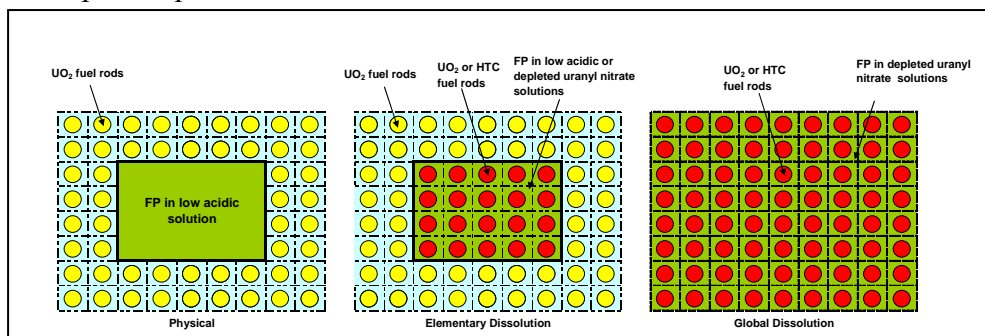 UO₂ fuel rods
FP in low acidic
solution
Physical
UO₂ fuel rods
UO₂ or HTC
fuel rods
FP in low acidic or
depleted uranyl nitrate
solutions
Elementary Dissolution
UO₂ or HTC
fuel rods
FP in depleted uranyl
nitrate solutions
Global Dissolution